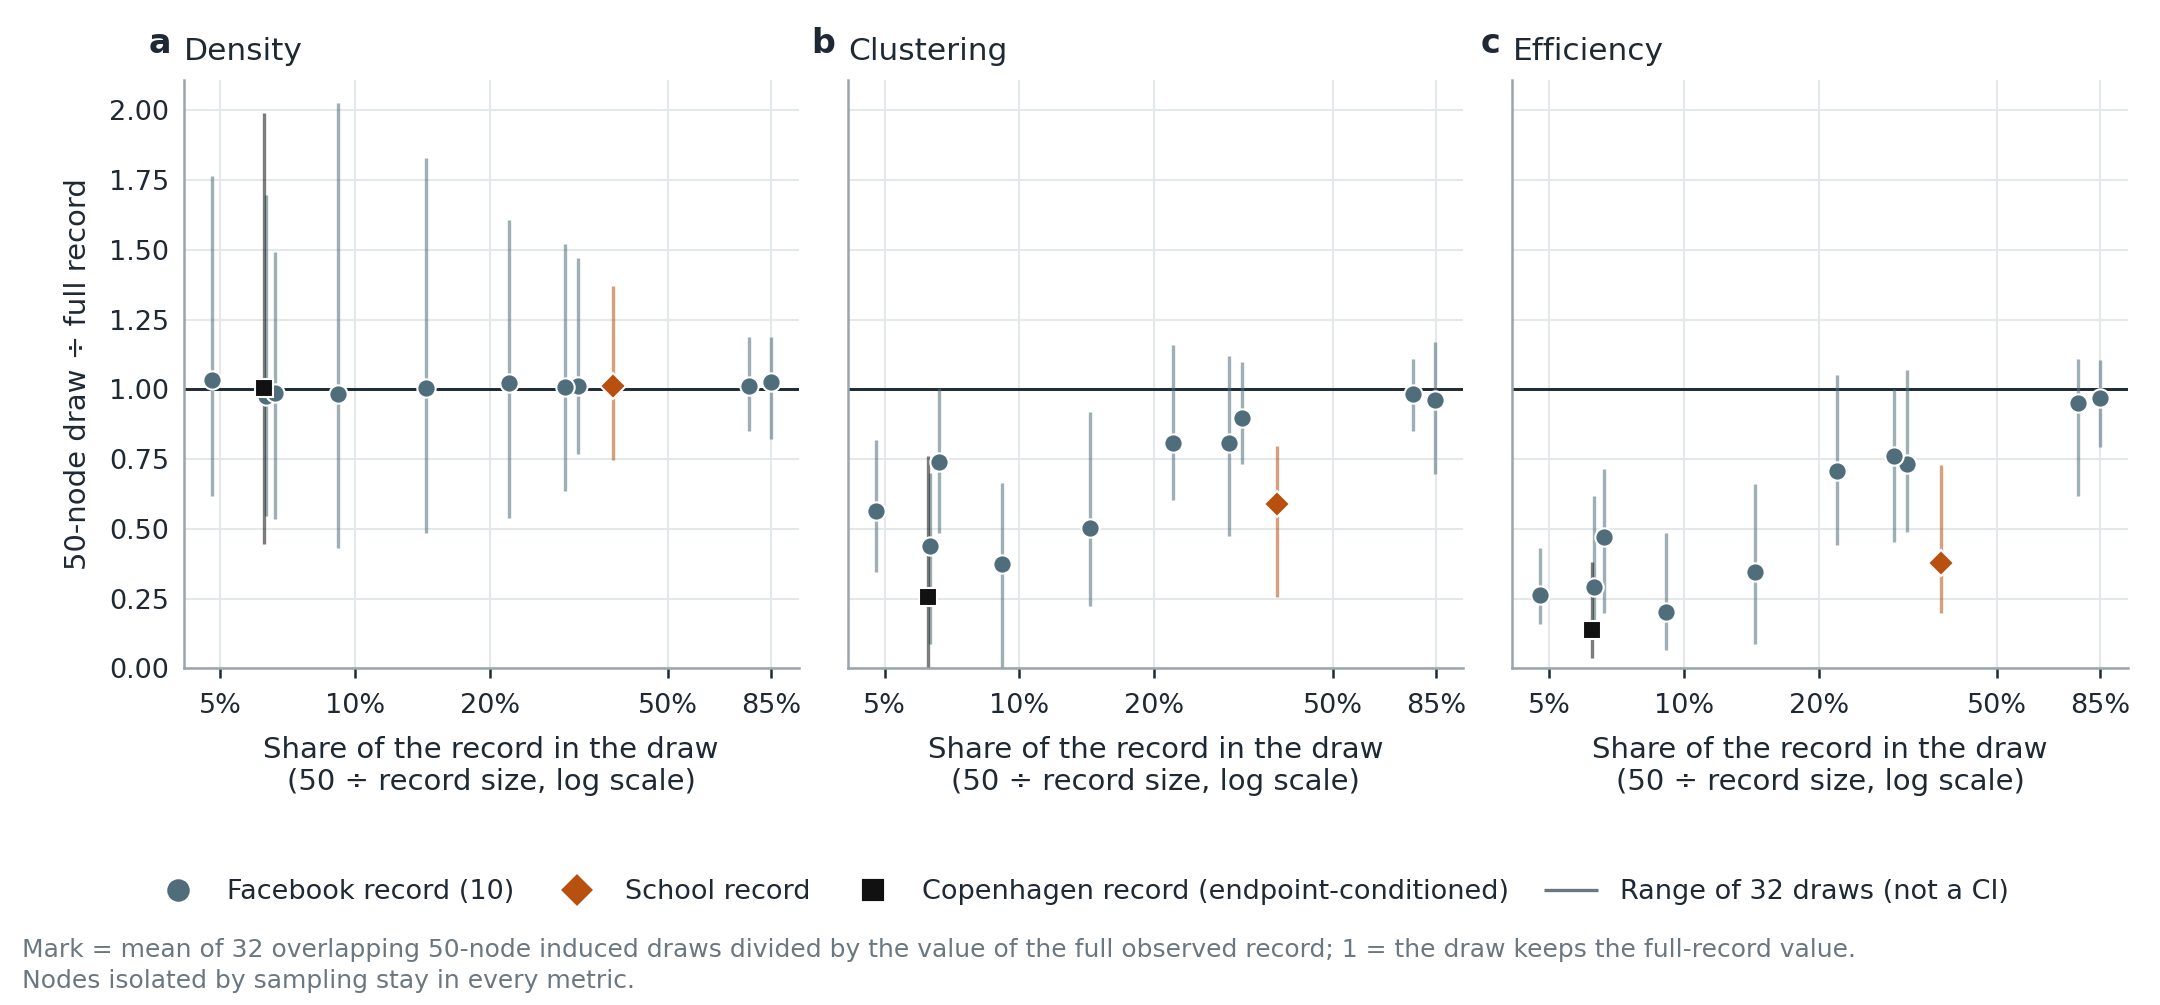 a Density
b Clustering
c Efficiency
50-node draw ÷ full record
2.00
1.75
1.50
1.25
1.00
0.75
0.50
0.25
0.00
5% 10% 20% 50% 85%
5% 10% 20% 50% 85%
5% 10% 20% 50% 85%
Share of the record in the draw
(50 ÷ record size, log scale)
Share of the record in the draw
(50 ÷ record size, log scale)
Share of the record in the draw
(50 ÷ record size, log scale)
Facebook record (10) School record Copenhagen record (endpoint-conditioned) Range of 32 draws (not a CI)
Mark = mean of 32 overlapping 50-node induced draws divided by the value of the full observed record; 1 = the draw keeps the full-record value.
Nodes isolated by sampling stay in every metric.